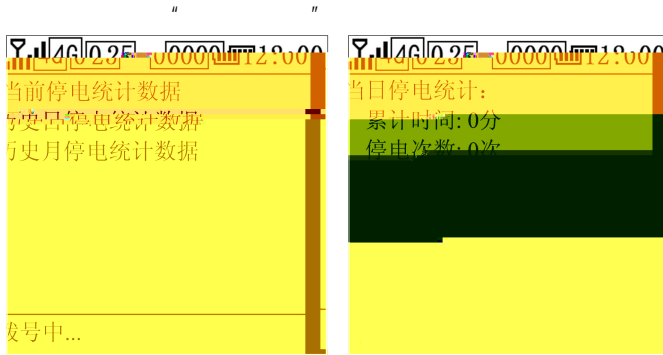 “ ”
4G 0.25 0000 12:00
当前停电统计数据
历史日停电统计数据
历史月停电统计数据
拨号中...
4G 0.25 0000 12:00
当日停电统计:
累计时间:0分
停电次数:0次